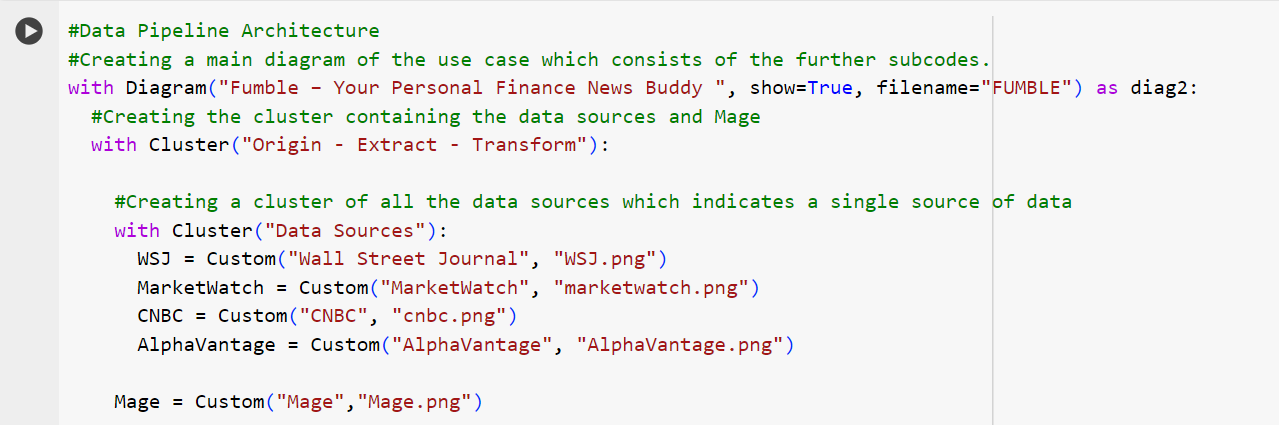 #Data Pipeline Architecture
#Creating a main diagram of the use case which consists of the further subcodes.
with Diagram("Fumble – Your Personal Finance News Buddy ", show=True, filename="FUMBLE") as diag2:
  #Creating the cluster containing the data sources and Mage
  with Cluster("Origin - Extract - Transform"):
    #Creating a cluster of all the data sources which indicates a single source of data
    with Cluster("Data Sources"):
      WSJ = Custom("Wall Street Journal", "WSJ.png")
      MarketWatch = Custom("MarketWatch", "marketwatch.png")
      CNBC = Custom("CNBC", "cnbc.png")
      AlphaVantage = Custom("AlphaVantage", "AlphaVantage.png")
    Mage = Custom("Mage","Mage.png")